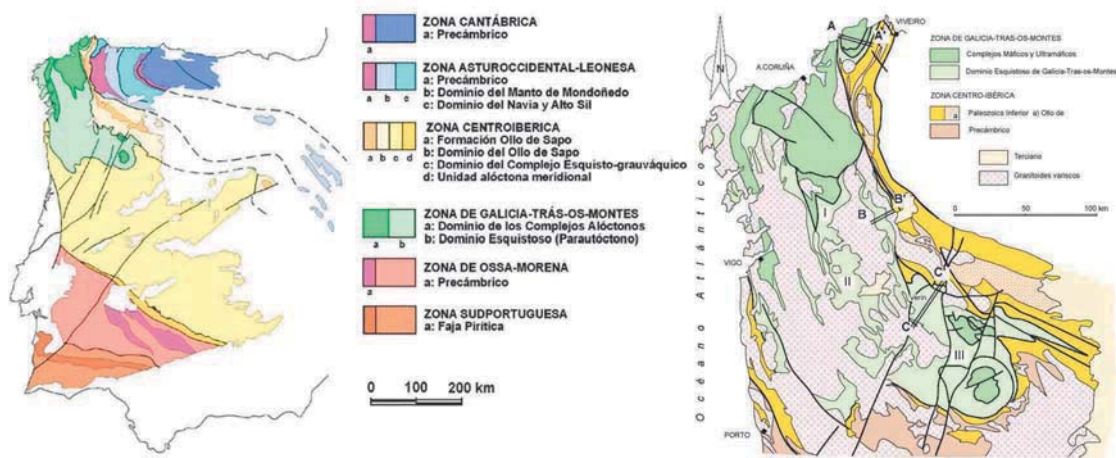 ZONA CANTÁBRICA
a: Precámbrico
a
ZONA ASTUROCCIDENTAL-LEONESA
a: Precámbrico
b: Dominio del Manto de Mondoñedo
c: Dominio del Navia y Alto Sil
a b c
ZONA CENTROIBERICA
a: Formación Ollo de Sapo
b: Dominio del Ollo de Sapo
c: Dominio del Complejo Esquisto-grauváquico
d: Unidad alóctona meridional
a b c d
ZONA DE GALICIA-TRÁS-OS-MONTES
a: Dominio de los Complejos Alóctonos
b: Dominio Esquistoso (Parautóctono)
a b
ZONA DE OSSA-MORENA
a: Precámbrico
a
ZONA SUDPORTUGUESA
a: Faja Pirítica
a
0 100 200 km
A
A'
VIVEIRO
A CORUÑA
N
ZONA DE GALICIA-TRAS-OS-MONTES
Complejos Máficos y Ultramáficos
Dominio Esquistoso de Galicia-Tras-os-Montes
ZONA CENTRO-IBÉRICA
a
Paleozoics Inferior a) Ollo de
Precámbrico
Terciario
Granitoides variscos
0 50 100 km
I
B
B'
VIGO
II
C'
C
III
Océano Atlántico
PORTO